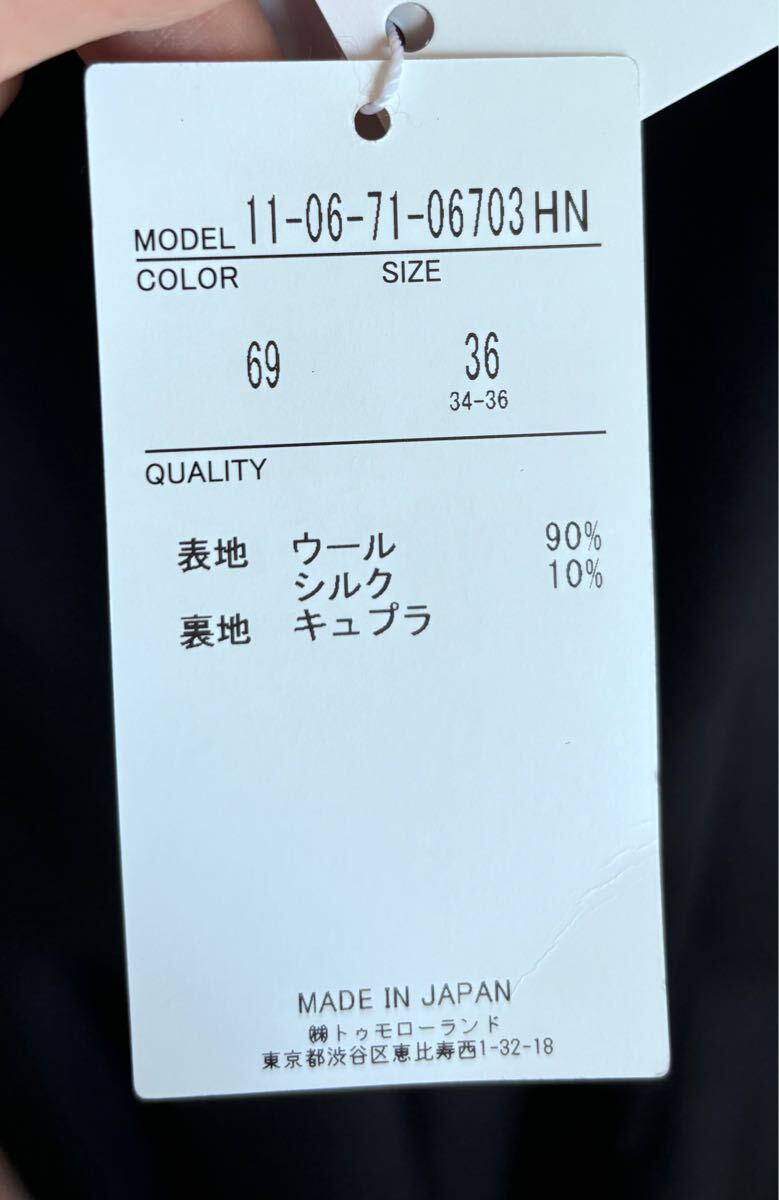 MODEL 11-06-71-06703HN
COLOR SIZE
69 36
34-36
QUALITY
表地 ウール 90%
シルク 10%
裏地 キュプラ
MADE IN JAPAN
㈱トゥモローランド
東京都渋谷区恵比寿西1-32-18